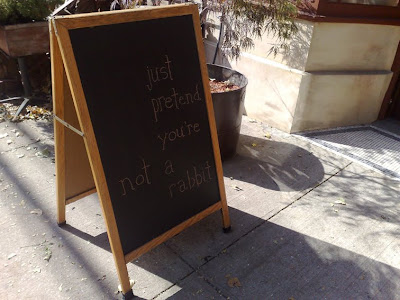 just
pretend
you're
not a
rabbit